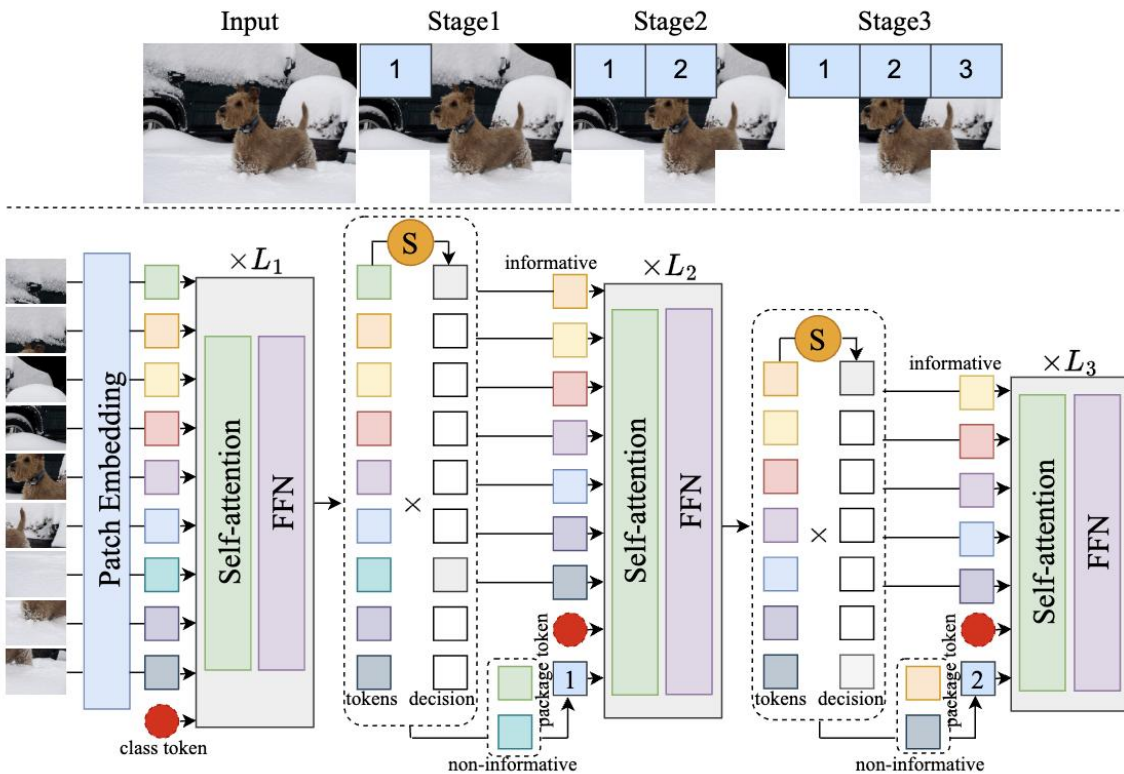 Input Stage1 Stage2 Stage3
1 1 2 1 2 3
S
×L₁
informative
×L₂
S
informative
×L₃
Patch Embedding
Self-attention
FFN
×
Self-attention
FFN
×
Self-attention
FFN
tokens decision
package token
1
tokens decision
package token
2
class token
non-informative
non-informative